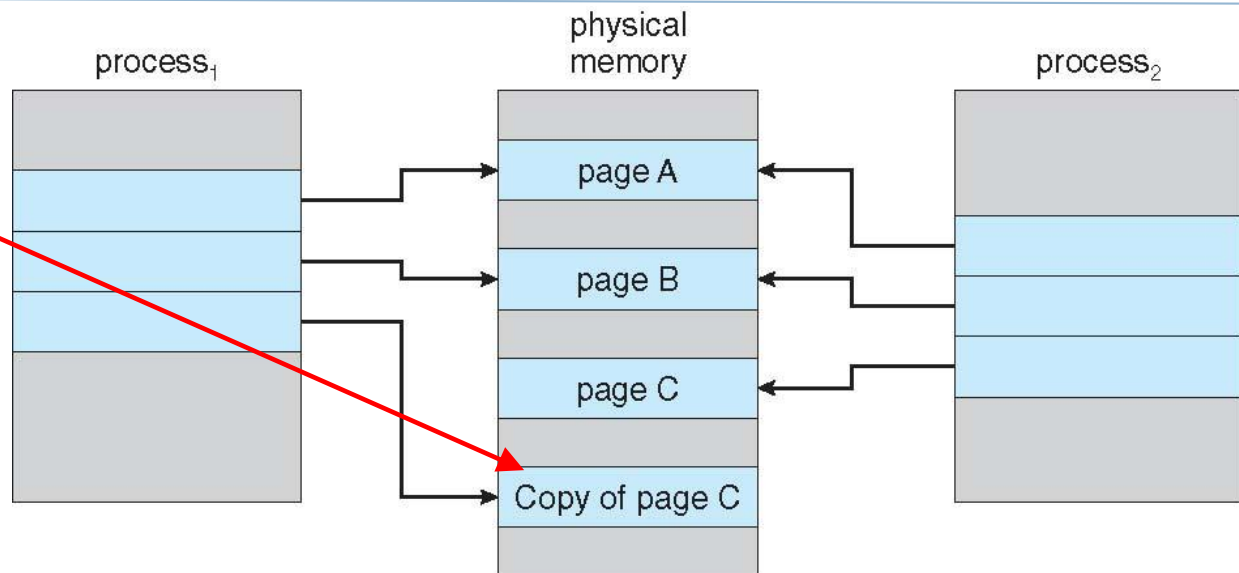 process₁
physical
memory
process₂
page A
page B
page C
Copy of page C